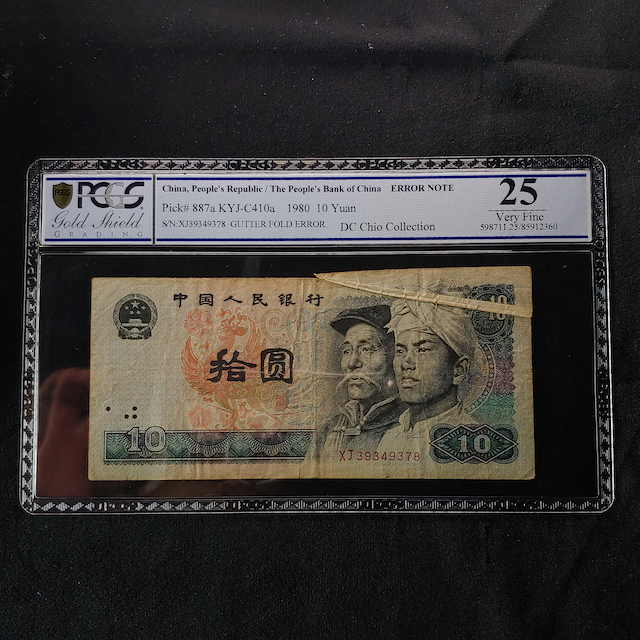 PCGS
Gold Shield
GRADING
China, People's Republic / The People's Bank of China ERROR NOTE
Pick# 887a KYJ-C410a 1980 10 Yuan
S/N:XJ39349378 GUTTER FOLD ERROR DC Chio Collection
25
Very Fine
598711.25/85912360
中国人民银行
10
拾圆
10
XJ39349378
10